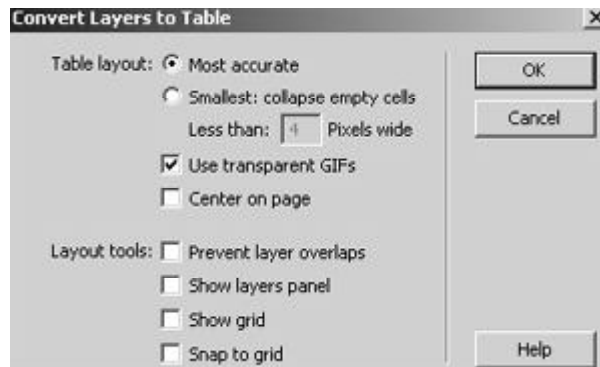 Convert Layers to Table
Table layout: Most accurate
OK
Smallest: collapse empty cells
Less than: 4 Pixels wide
Cancel
Use transparent GIFs
Center on page
Layout tools: Prevent layer overlaps
Show layers panel
Show grid
Snap to grid
Help